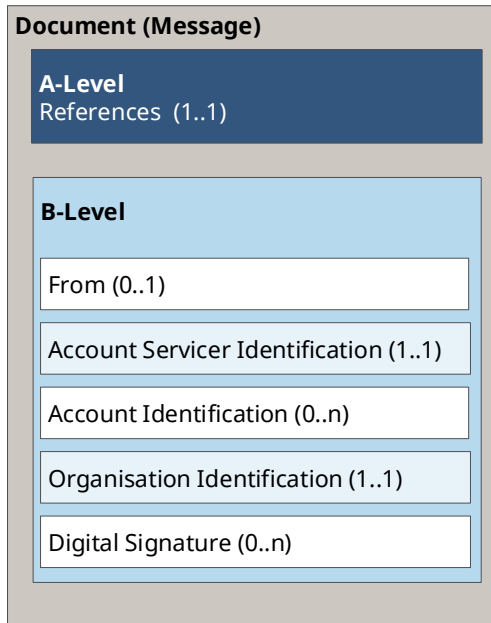 Document (Message)
A-Level
References (1..1)
B-Level
From (0..1)
Account Servicer Identification (1..1)
Account Identification (0..n)
Organisation Identification (1..1)
Digital Signature (0..n)